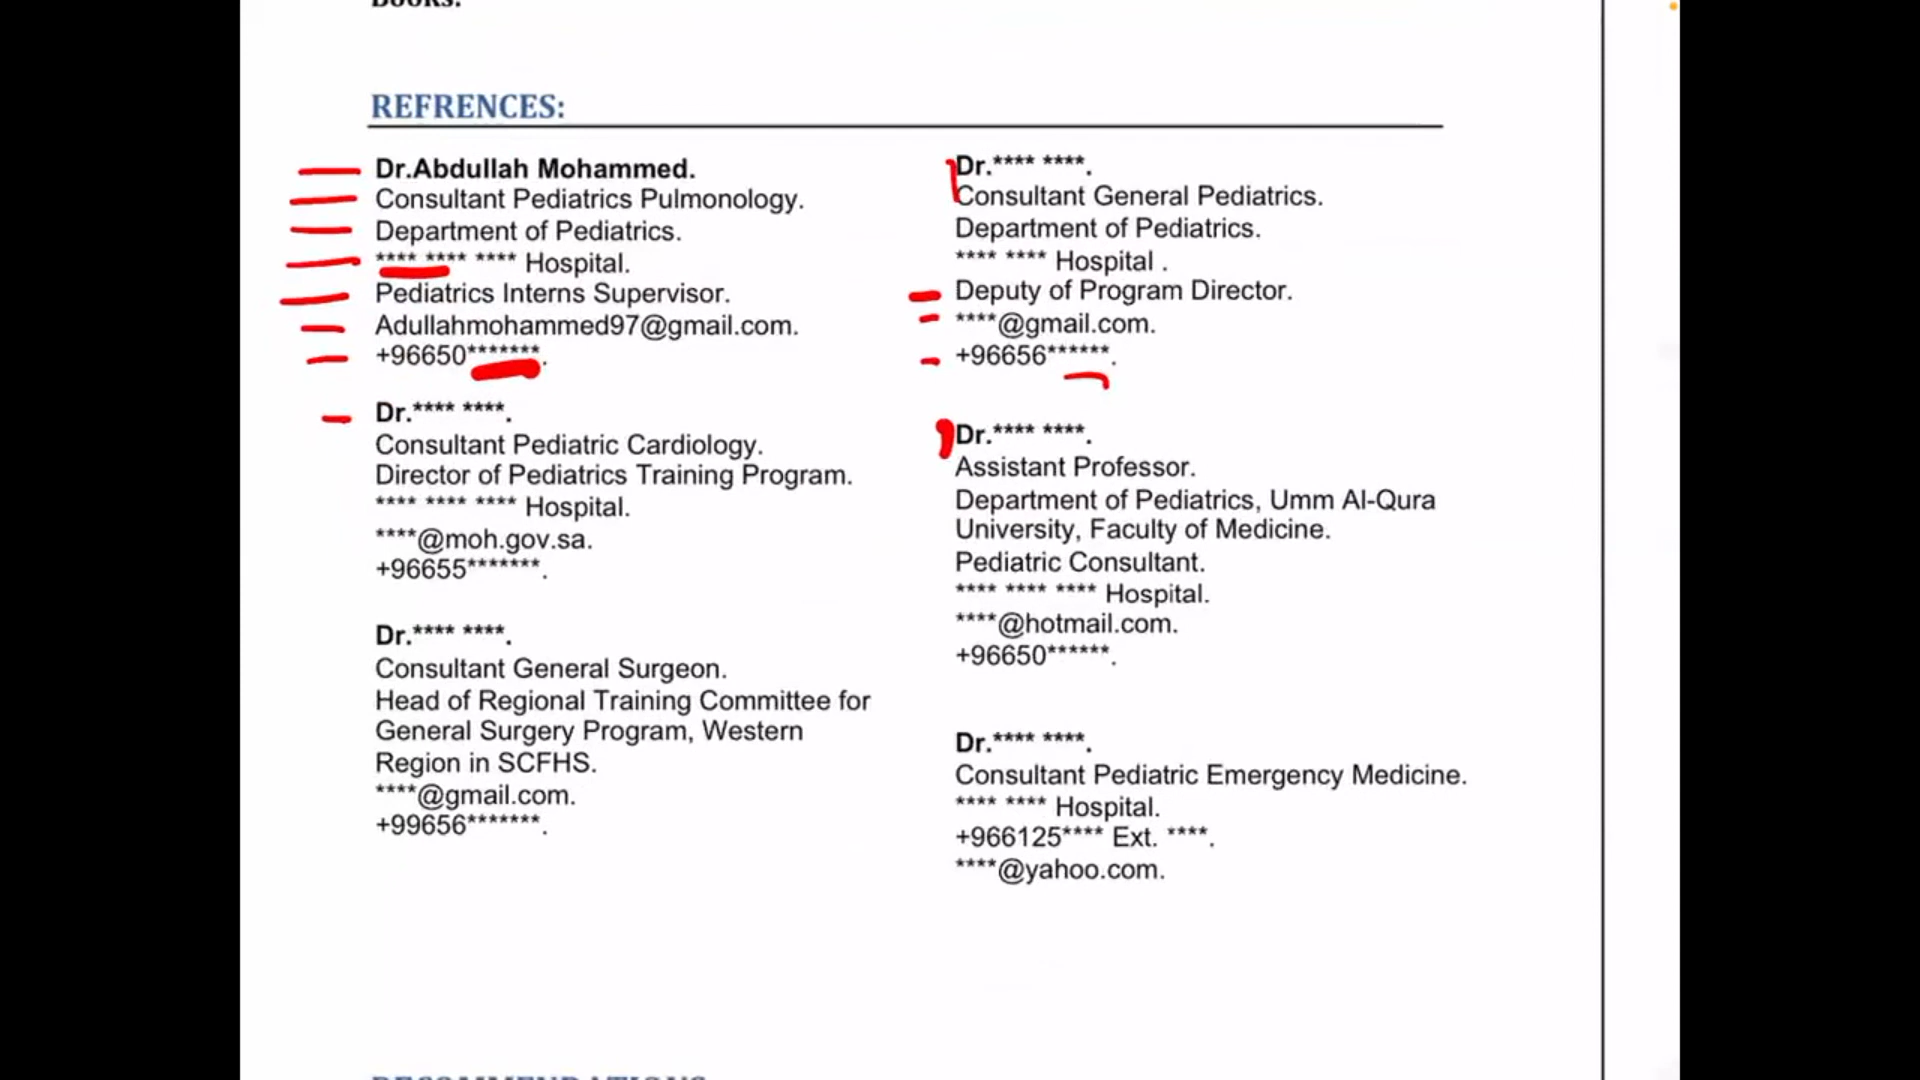 BOOKS:
REFRENCES:
Dr.Abdullah Mohammed.
Consultant Pediatrics Pulmonology.
Department of Pediatrics.
**** **** **** Hospital.
Pediatrics Interns Supervisor.
Adullahmohammed97@gmail.com.
+96650*******.
Dr.**** ****.
Consultant Pediatric Cardiology.
Director of Pediatrics Training Program.
**** **** **** Hospital.
****@moh.gov.sa.
+96655*******.
Dr.**** ****.
Consultant General Surgeon.
Head of Regional Training Committee for
General Surgery Program, Western
Region in SCFHS.
****@gmail.com.
+99656*******.
Dr.**** ****.
Consultant General Pediatrics.
Department of Pediatrics.
**** **** Hospital .
Deputy of Program Director.
****@gmail.com.
+96656******.
Dr.**** ****.
Assistant Professor.
Department of Pediatrics, Umm Al-Qura
University, Faculty of Medicine.
Pediatric Consultant.
**** **** **** Hospital.
****@hotmail.com.
+96650******.
Dr.**** ****.
Consultant Pediatric Emergency Medicine.
**** **** Hospital.
+966125**** Ext. ****.
****@yahoo.com.
RECOMMENDATIONS